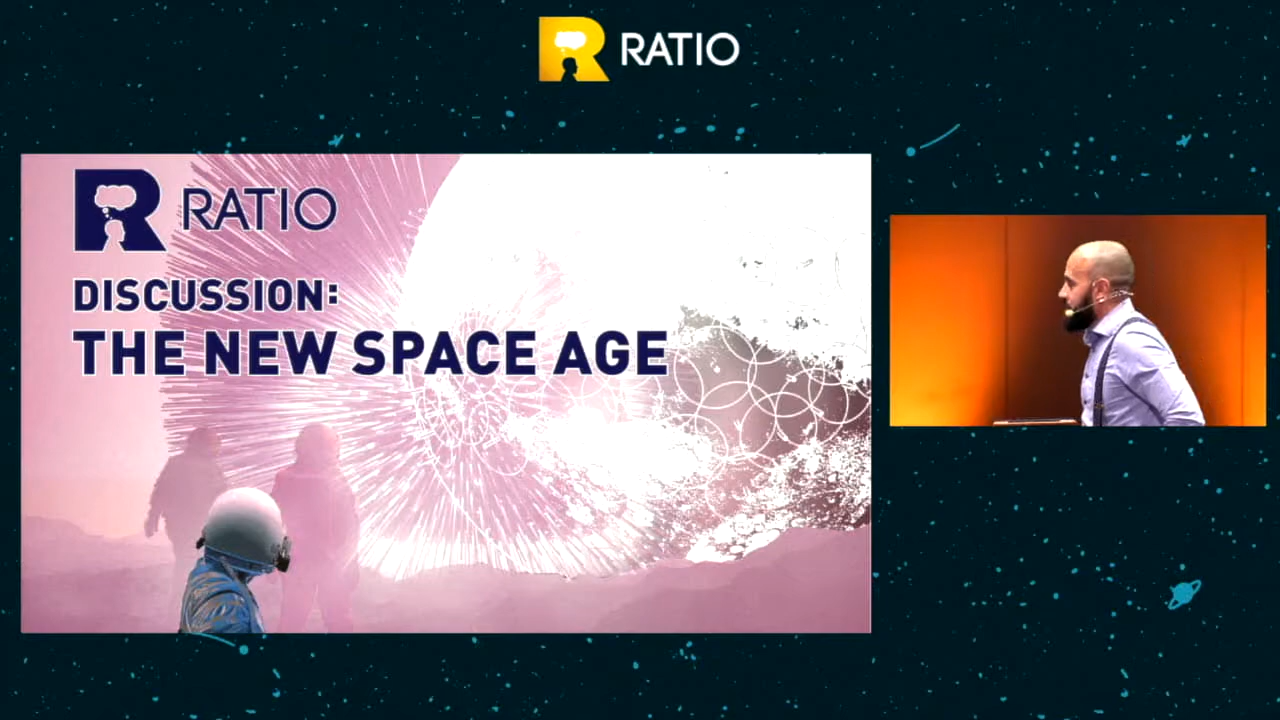 RATIO
RATIO
DISCUSSION:
THE NEW SPACE AGE